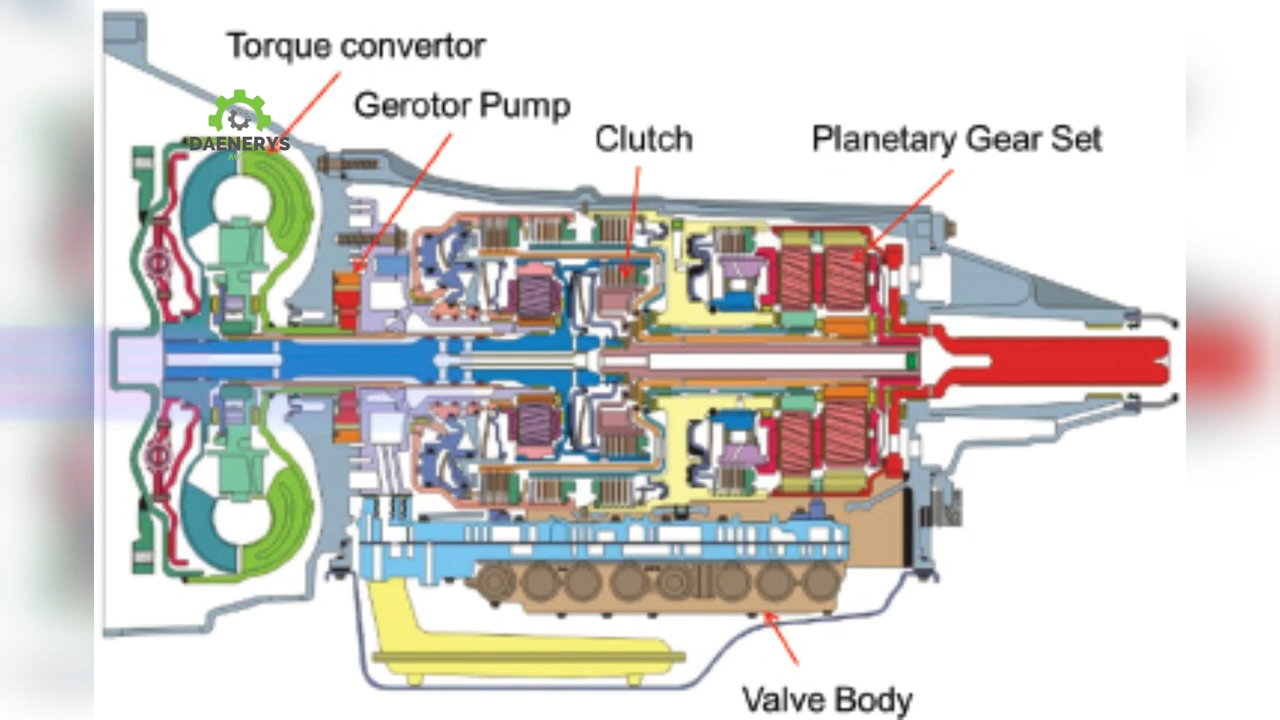 Torque convertor
Gerotor Pump
DAENERYS
Clutch
Planetary Gear Set
Valve Body